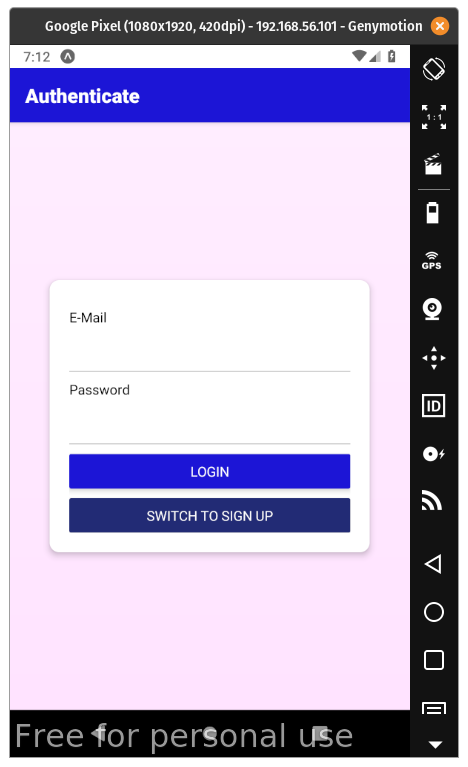 Google Pixel (1080x1920, 420dpi) - 192.168.56.101 - Genymotion
7:12
Authenticate
1:1
GPS
E-Mail
Password
ID
LOGIN
SWITCH TO SIGN UP
Free for personal use